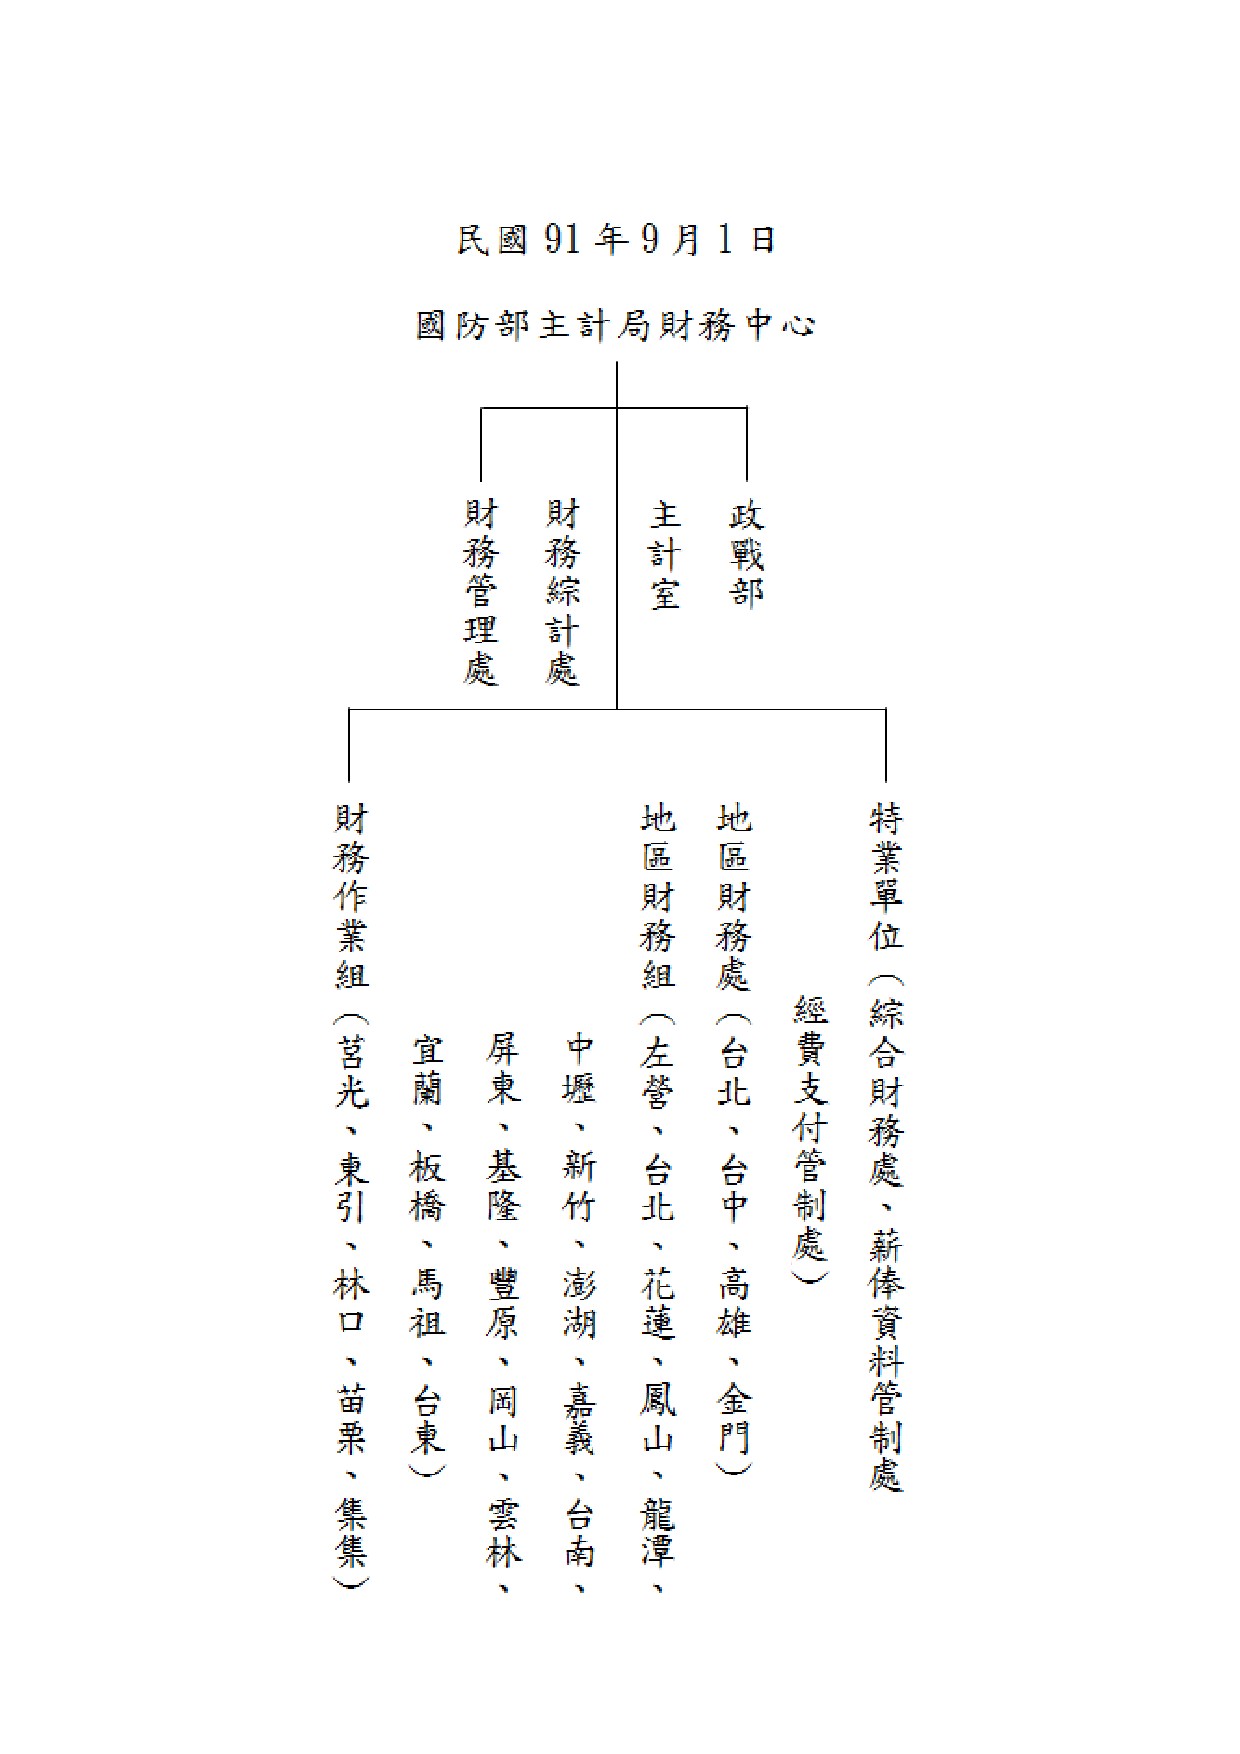 民國 91 年 9 月 1 日
國防部主計局財務中心
政戰部
主計室
財務綜計處
財務管理處
特業單位（綜合財務處、薪俸資料管制處
經費支付管制處）
地區財務處（台北、台中、高雄、金門）
地區財務組（左營、台北、花蓮、鳳山、龍潭、
中壢、新竹、澎湖、嘉義、台南、
屏東、基隆、豐原、岡山、雲林、
宜蘭、板橋、馬祖、台東）
財務作業組（莒光、東引、林口、苗栗、集集）